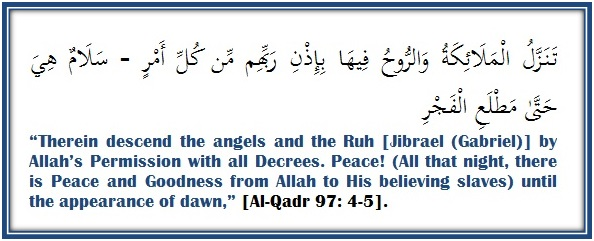 تَنَزَّلُ الْمَلَائِكَةُ وَالرُّوحُ فِيهَا بِإِذْنِ رَبِّهِم مِّن كُلِّ أَمْرٍ - سَلَامٌ هِيَ
حَتَّىٰ مَطْلَعِ الْفَجْرِ
“Therein descend the angels and the Ruh [Jibrael (Gabriel)] by
Allah’s Permission with all Decrees. Peace! (All that night, there
is Peace and Goodness from Allah to His believing slaves) until
the appearance of dawn,” [Al-Qadr 97: 4-5].